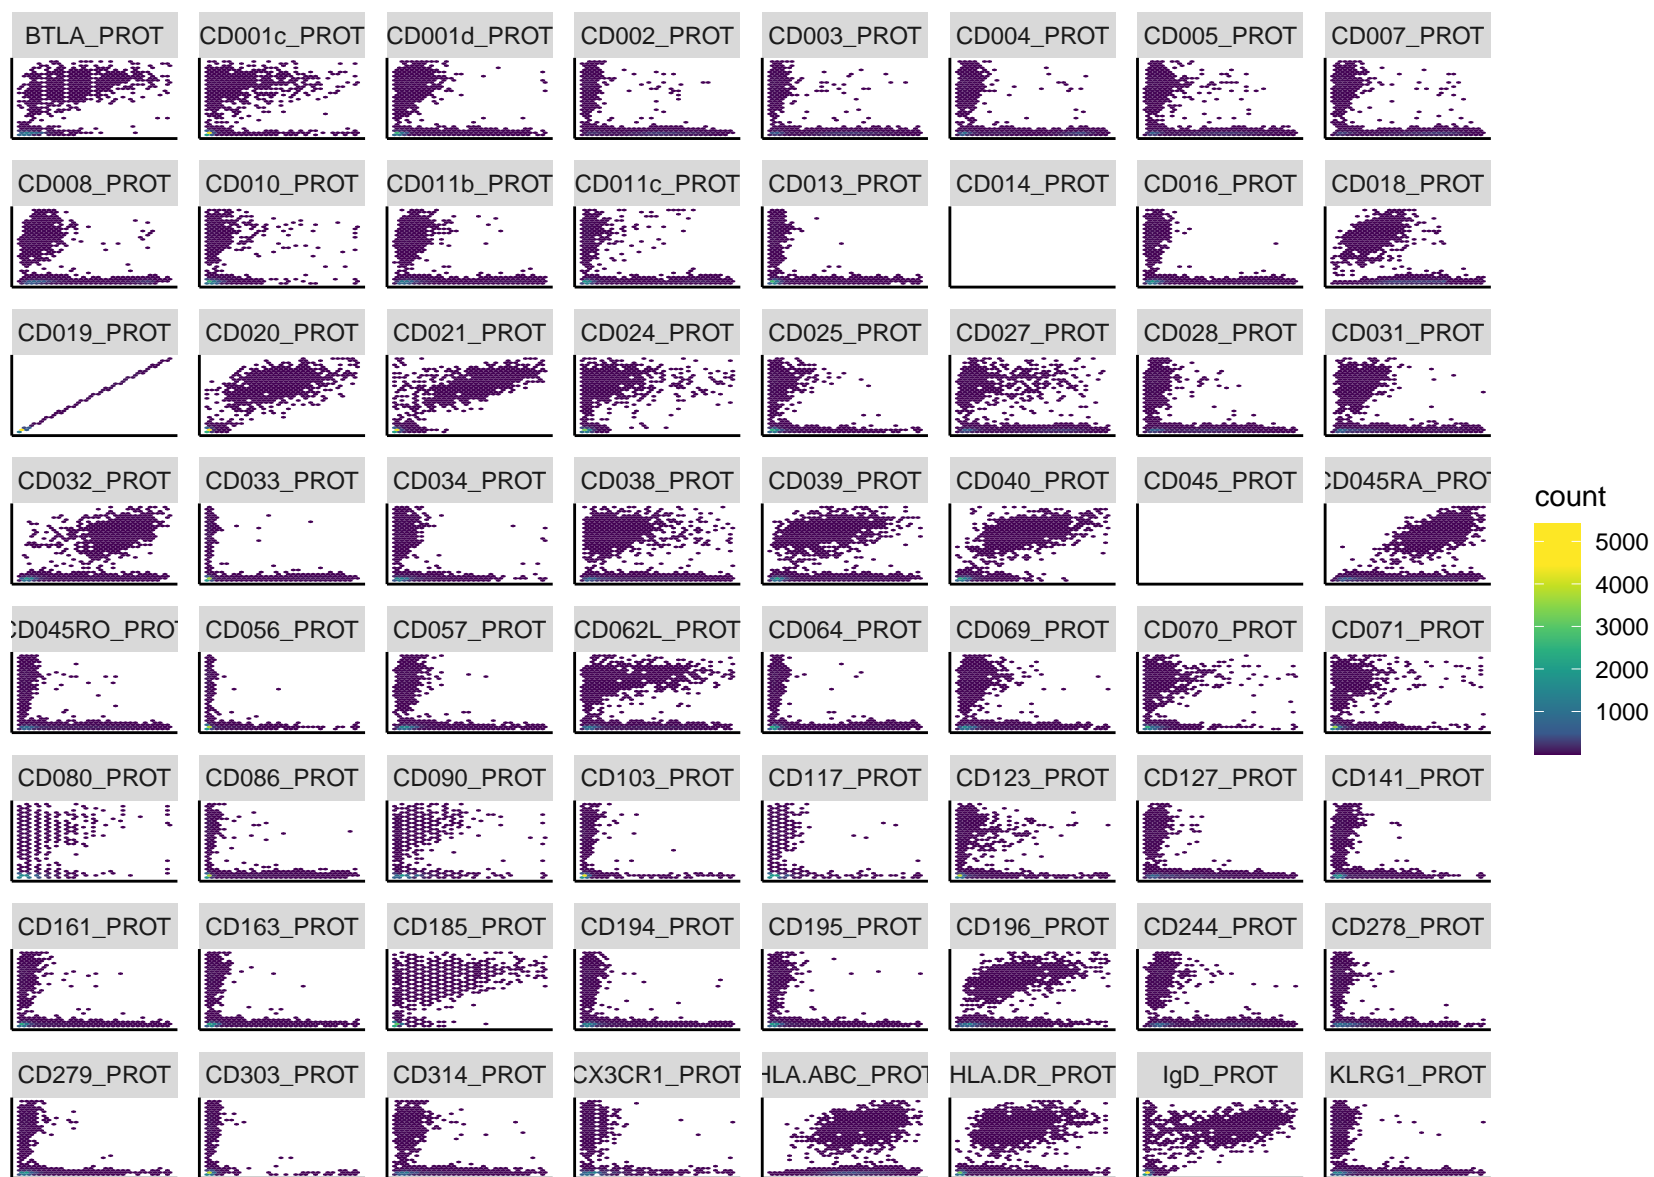 BTLA_PROT CD001c_PROT CD001d_PROT CD002_PROT CD003_PROT CD004_PROT CD005_PROT CD007_PROT
CD008_PROT CD010_PROT CD011b_PROT CD011c_PROT CD013_PROT CD014_PROT CD016_PROT CD018_PROT
CD019_PROT CD020_PROT CD021_PROT CD024_PROT CD025_PROT CD027_PROT CD028_PROT CD031_PROT
CD032_PROT CD033_PROT CD034_PROT CD038_PROT CD039_PROT CD040_PROT CD045_PROT CD045RA_PROT
count
5000
4000
3000
2000
1000
CD045RO_PROT CD056_PROT CD057_PROT CD062L_PROT CD064_PROT CD069_PROT CD070_PROT CD071_PROT
CD080_PROT CD086_PROT CD090_PROT CD103_PROT CD117_PROT CD123_PROT CD127_PROT CD141_PROT
CD161_PROT CD163_PROT CD185_PROT CD194_PROT CD195_PROT CD196_PROT CD244_PROT CD278_PROT
CD279_PROT CD303_PROT CD314_PROT CX3CR1_PROT HLA.ABC_PROT HLA.DR_PROT IgD_PROT KLRG1_PROT